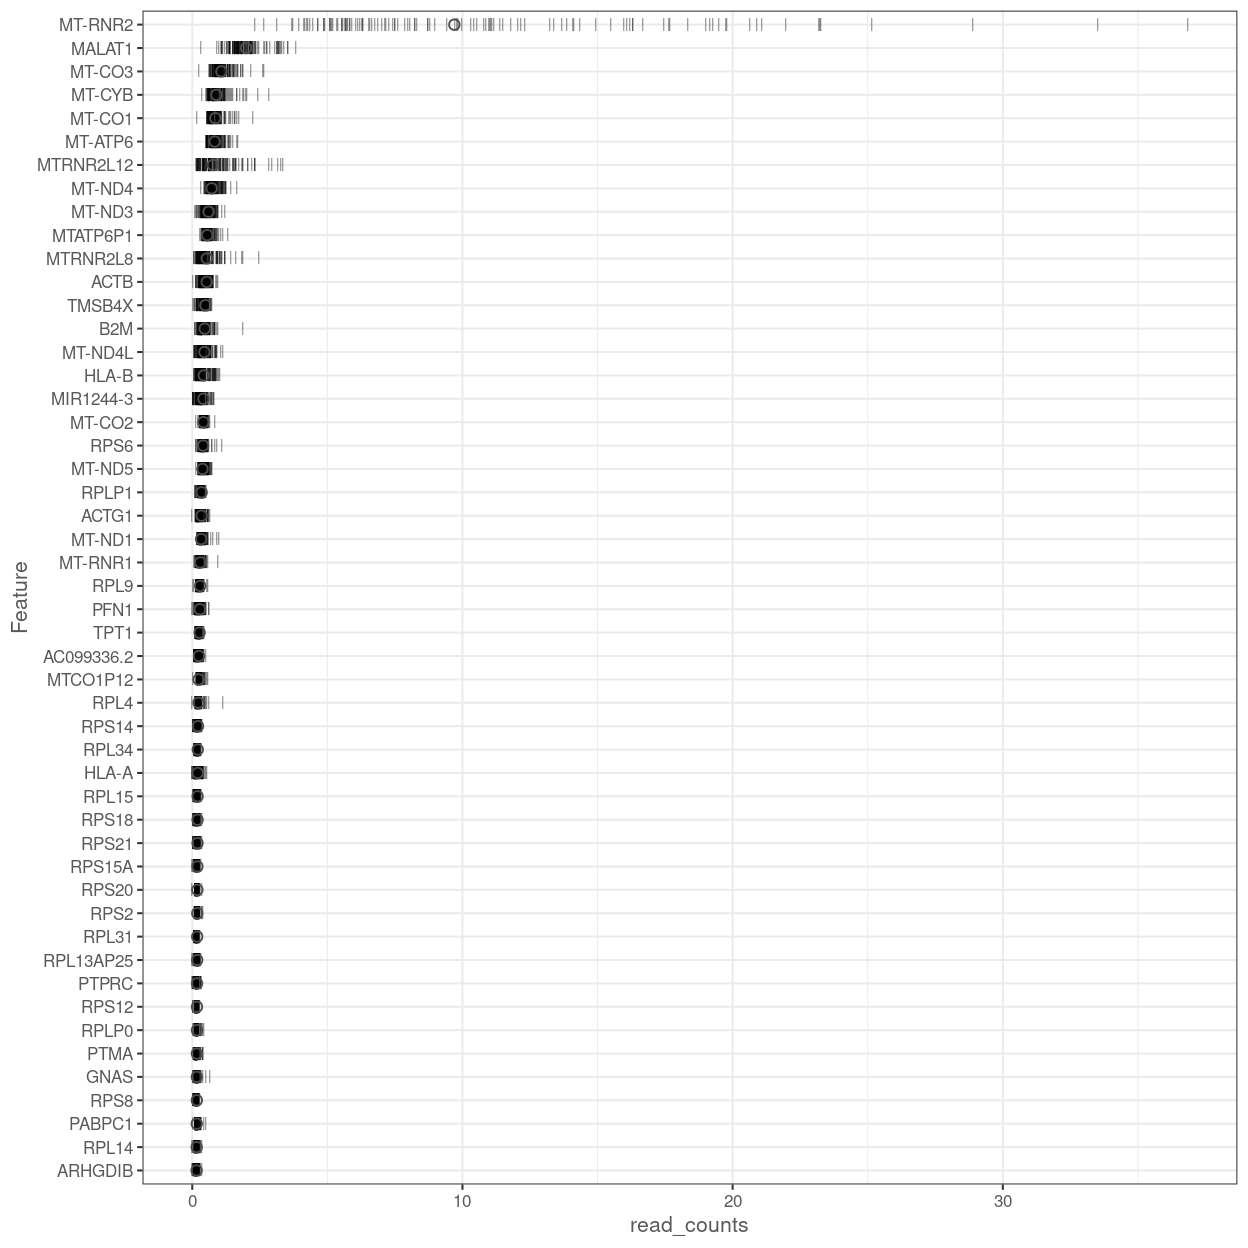 MT-RNR2
MALAT1
MT-CO3
MT-CYB
MT-CO1
MT-ATP6
MTRNR2L12
MT-ND4
MT-ND3
MTATP6P1
MTRNR2L8
ACTB
TMSB4X
B2M
MT-ND4L
HLA-B
MIR1244-3
MT-CO2
RPS6
MT-ND5
RPLP1
ACTG1
MT-ND1
MT-RNR1
RPL9
PFN1
TPT1
AC099336.2
MTCO1P12
RPL4
RPS14
RPL34
HLA-A
RPL15
RPS18
RPS21
RPS15A
RPS20
RPS2
RPL31
RPL13AP25
PTPRC
RPS12
RPLP0
PTMA
GNAS
RPS8
PABPC1
RPL14
ARHGDIB
Feature
0 10 20 30
read_counts